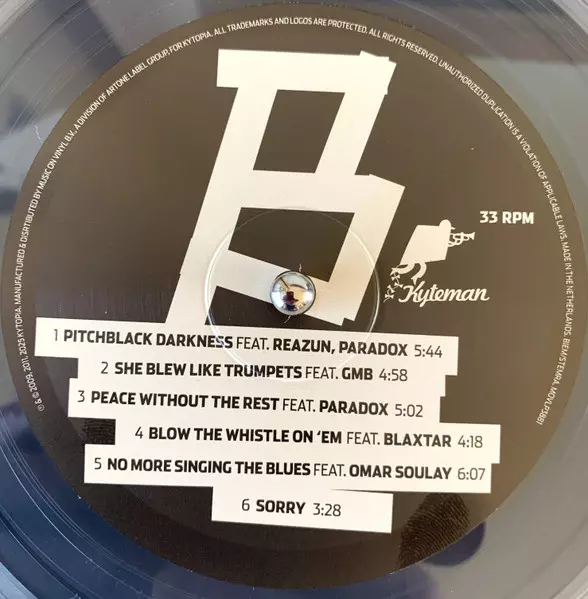 ℗ & © 2009, 2011, 2025 KYTOPIA. MANUFACTURED & DISRTIBUTED BY MUSIC ON VINYL B.V., A DIVISION OF ARTONE LABEL GROUP, FOR KYTOPIA. ALL TRADEMARKS AND LOGOS ARE PROTECTED. ALL RIGHTS RESERVED. UNAUTHORIZED DUPLICATION IS A VIOLATION OF APPLICABLE LAWS. MADE IN THE NETHERLANDS. BIEM/STEMRA. MOVLP3881
B
33 RPM
Kyteman
1 PITCHBLACK DARKNESS FEAT. REAZUN, PARADOX 5:44
2 SHE BLEW LIKE TRUMPETS FEAT. GMB 4:58
3 PEACE WITHOUT THE REST FEAT. PARADOX 5:02
4 BLOW THE WHISTLE ON ‘EM FEAT. BLAXTAR 4:18
5 NO MORE SINGING THE BLUES FEAT. OMAR SOULAY 6:07
6 SORRY 3:28